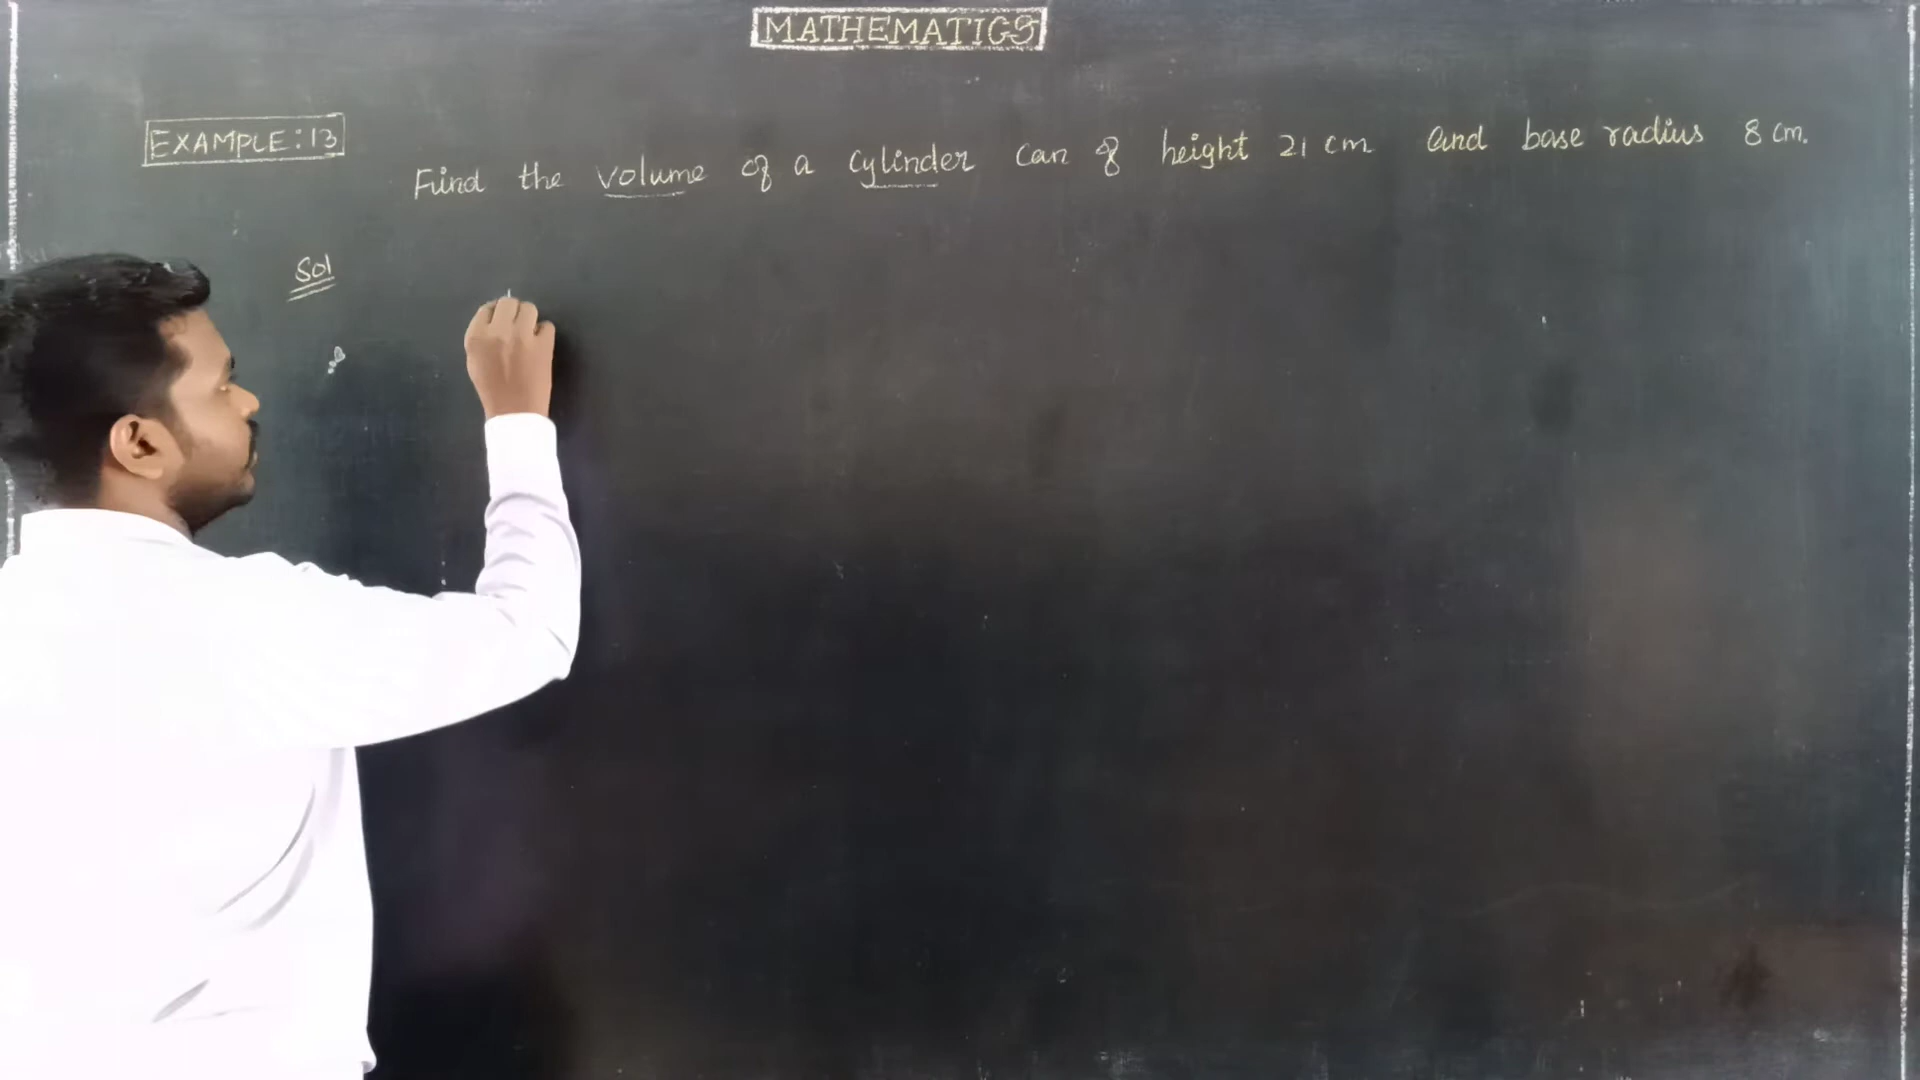 MATHEMATICS
EXAMPLE:13
Find the volume of a cylinder can of height 21 cm and base radius 8 cm.
Sol